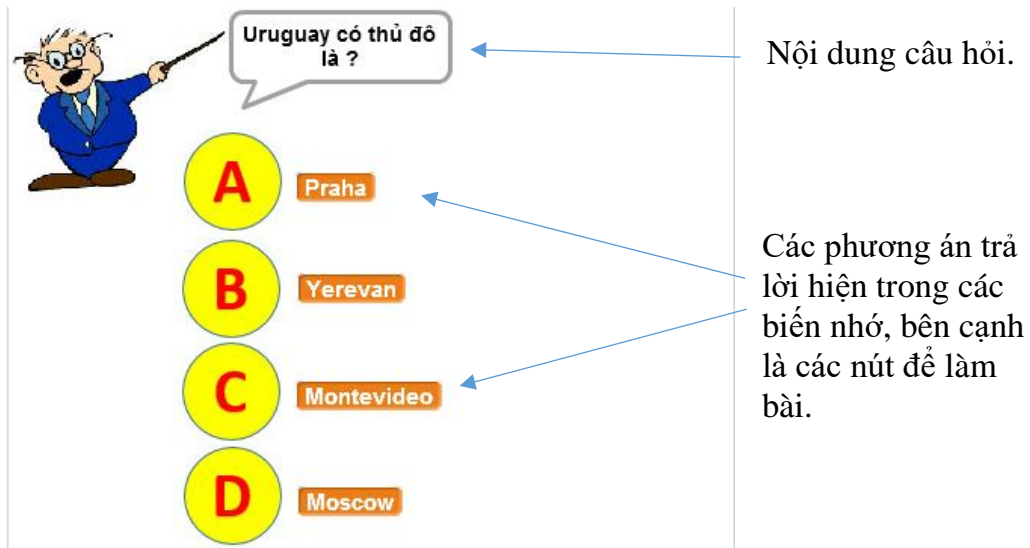 Uruguay có thủ đô
là ?
Nội dung câu hỏi.
A
Praha
B
Yerevan
C
Montevideo
D
Moscow
Các phương án trả
lời hiện trong các
biến nhớ, bên cạnh
là các nút để làm
bài.